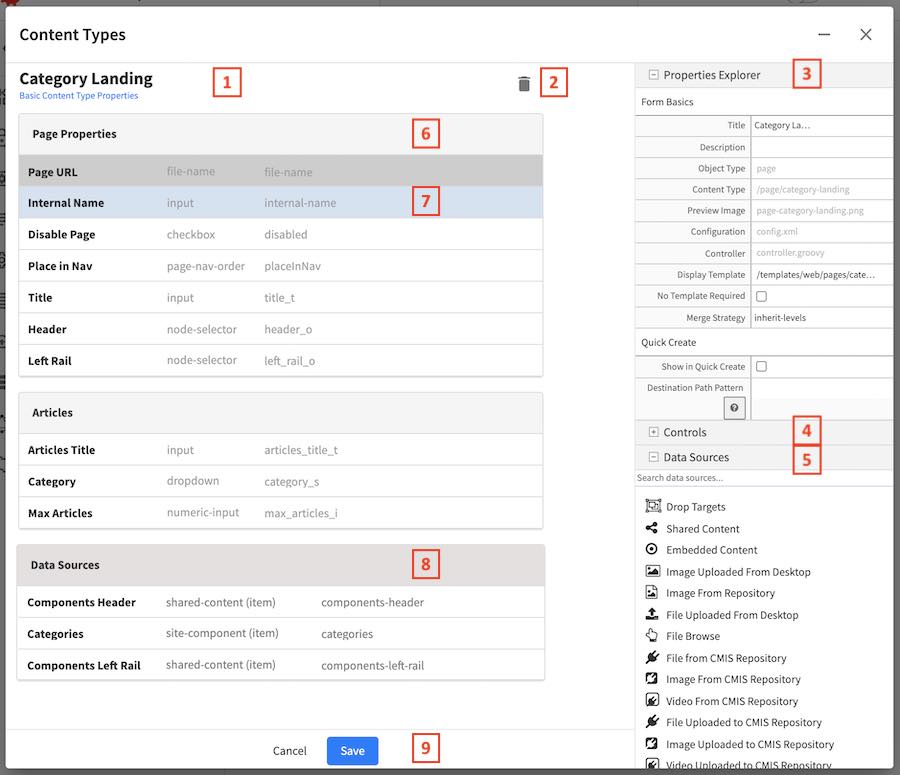 Content Types
Category Landing 1 2
Basic Content Type Properties
Page Properties 6
Page URL file-name file-name
Internal Name input internal-name 7
Disable Page checkbox disabled
Place in Nav page-nav-order placeInNav
Title input title_t
Header node-selector header_o
Left Rail node-selector left_rail_o
Articles
Articles Title input articles_title_t
Category dropdown category_s
Max Articles numeric-input max_articles_i
Data Sources 8
Components Header shared-content (item) components-header
Categories site-component (item) categories
Components Left Rail shared-content (item) components-left-rail
Cancel Save 9
Properties Explorer 3
Form Basics
Title Category La...
Description
Object Type page
Content Type /page/category-landing
Preview Image page-category-landing.png
Configuration config.xml
Controller controller.groovy
Display Template /templates/web/pages/cate...
No Template Required
Merge Strategy inherit-levels
Quick Create
Show in Quick Create
Destination Path Pattern
?
Controls 4
Data Sources 5
Search data sources...
Drop Targets
Shared Content
Embedded Content
Image Uploaded From Desktop
Image From Repository
File Uploaded From Desktop
File Browse
File from CMIS Repository
Image From CMIS Repository
Video From CMIS Repository
File Uploaded to CMIS Repository
Image Uploaded to CMIS Repository
Video Uploaded to CMIS Repository